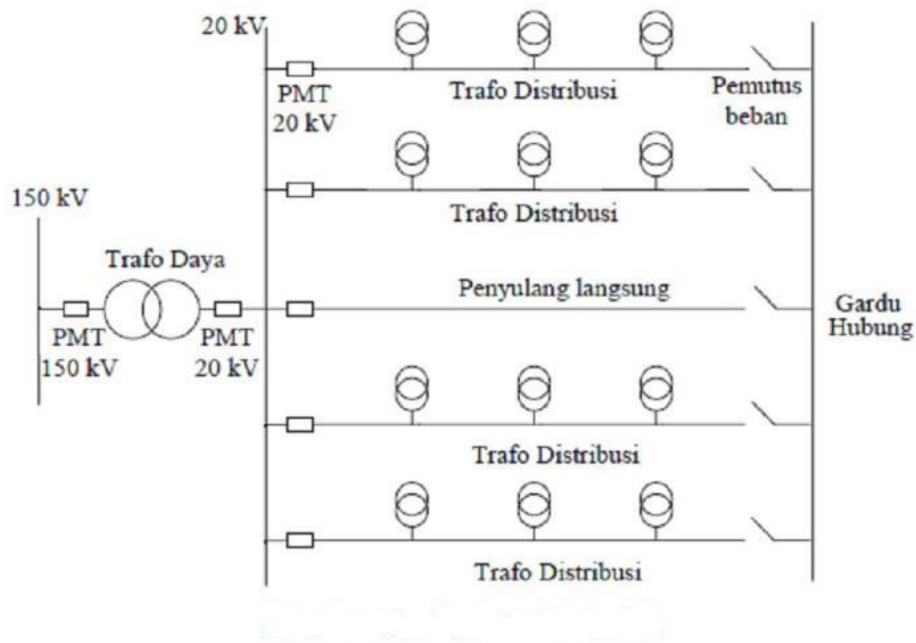 20 kV
PMT
20 kV
Trafo Distribusi
Pemutus
beban
Trafo Distribusi
150 kV
Trafo Daya
PMT
150 kV
PMT
20 kV
Penyulang langsung
Gardu
Hubung
Trafo Distribusi
Trafo Distribusi